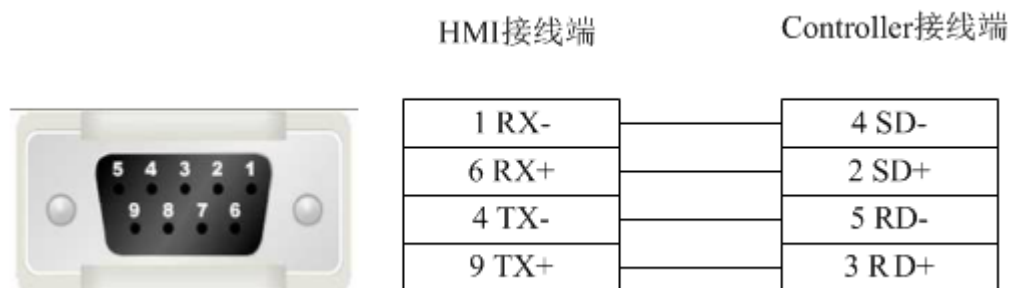 HMI接线端 Controller接线端
5 4 3 2 1
9 8 7 6
1 RX- 4 SD-
6 RX+ 2 SD+
4 TX- 5 RD-
9 TX+ 3 RD+